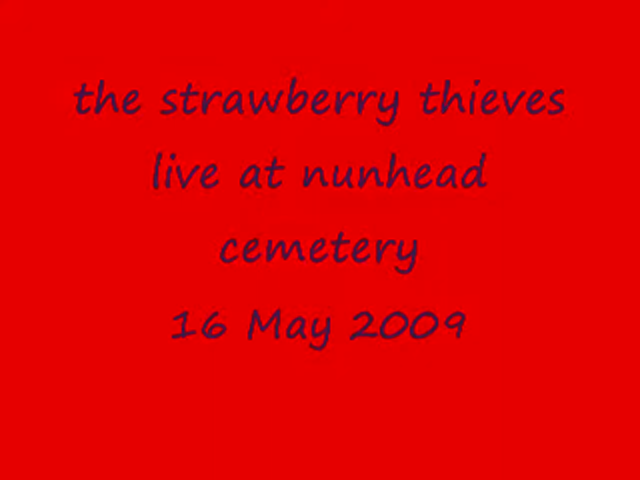 the strawberry thieves
live at nunhead
cemetery
16 May 2009